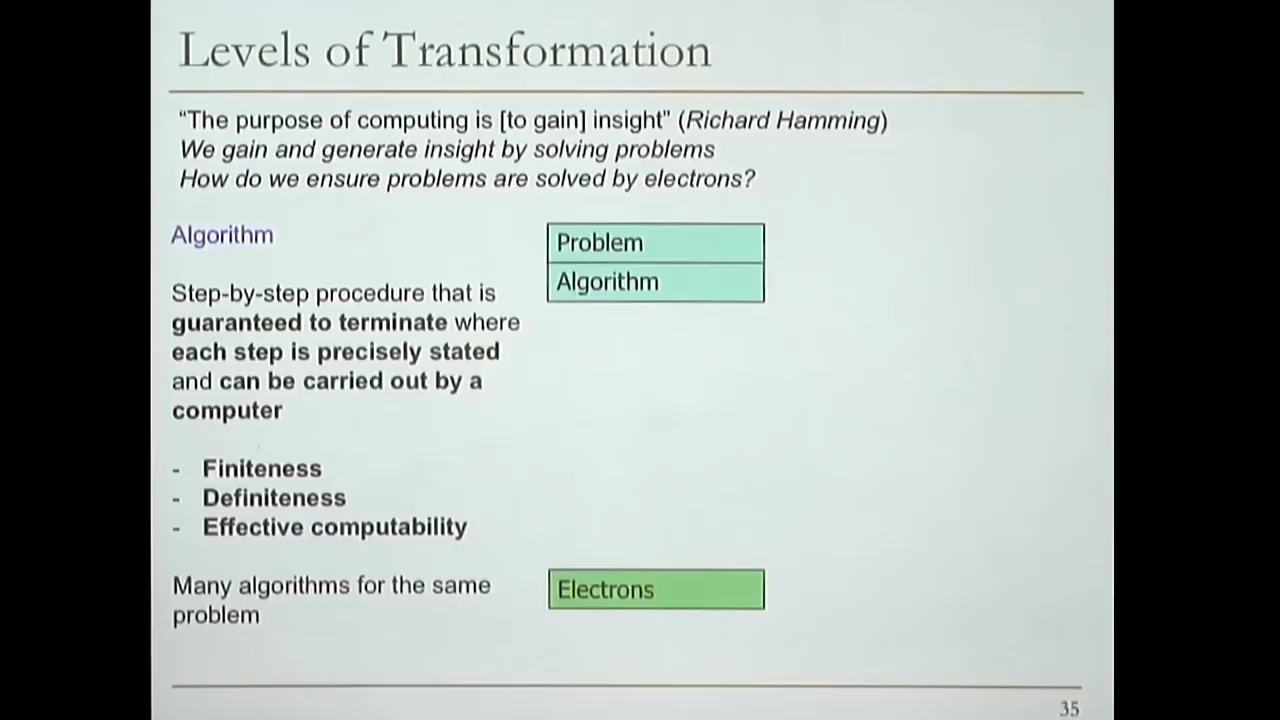 Levels of Transformation
“The purpose of computing is [to gain] insight” (Richard Hamming)
We gain and generate insight by solving problems
How do we ensure problems are solved by electrons?
Algorithm
Step-by-step procedure that is
guaranteed to terminate where
each step is precisely stated
and can be carried out by a
computer
- Finiteness
- Definiteness
- Effective computability
Many algorithms for the same
problem
Problem
Algorithm
Electrons
35